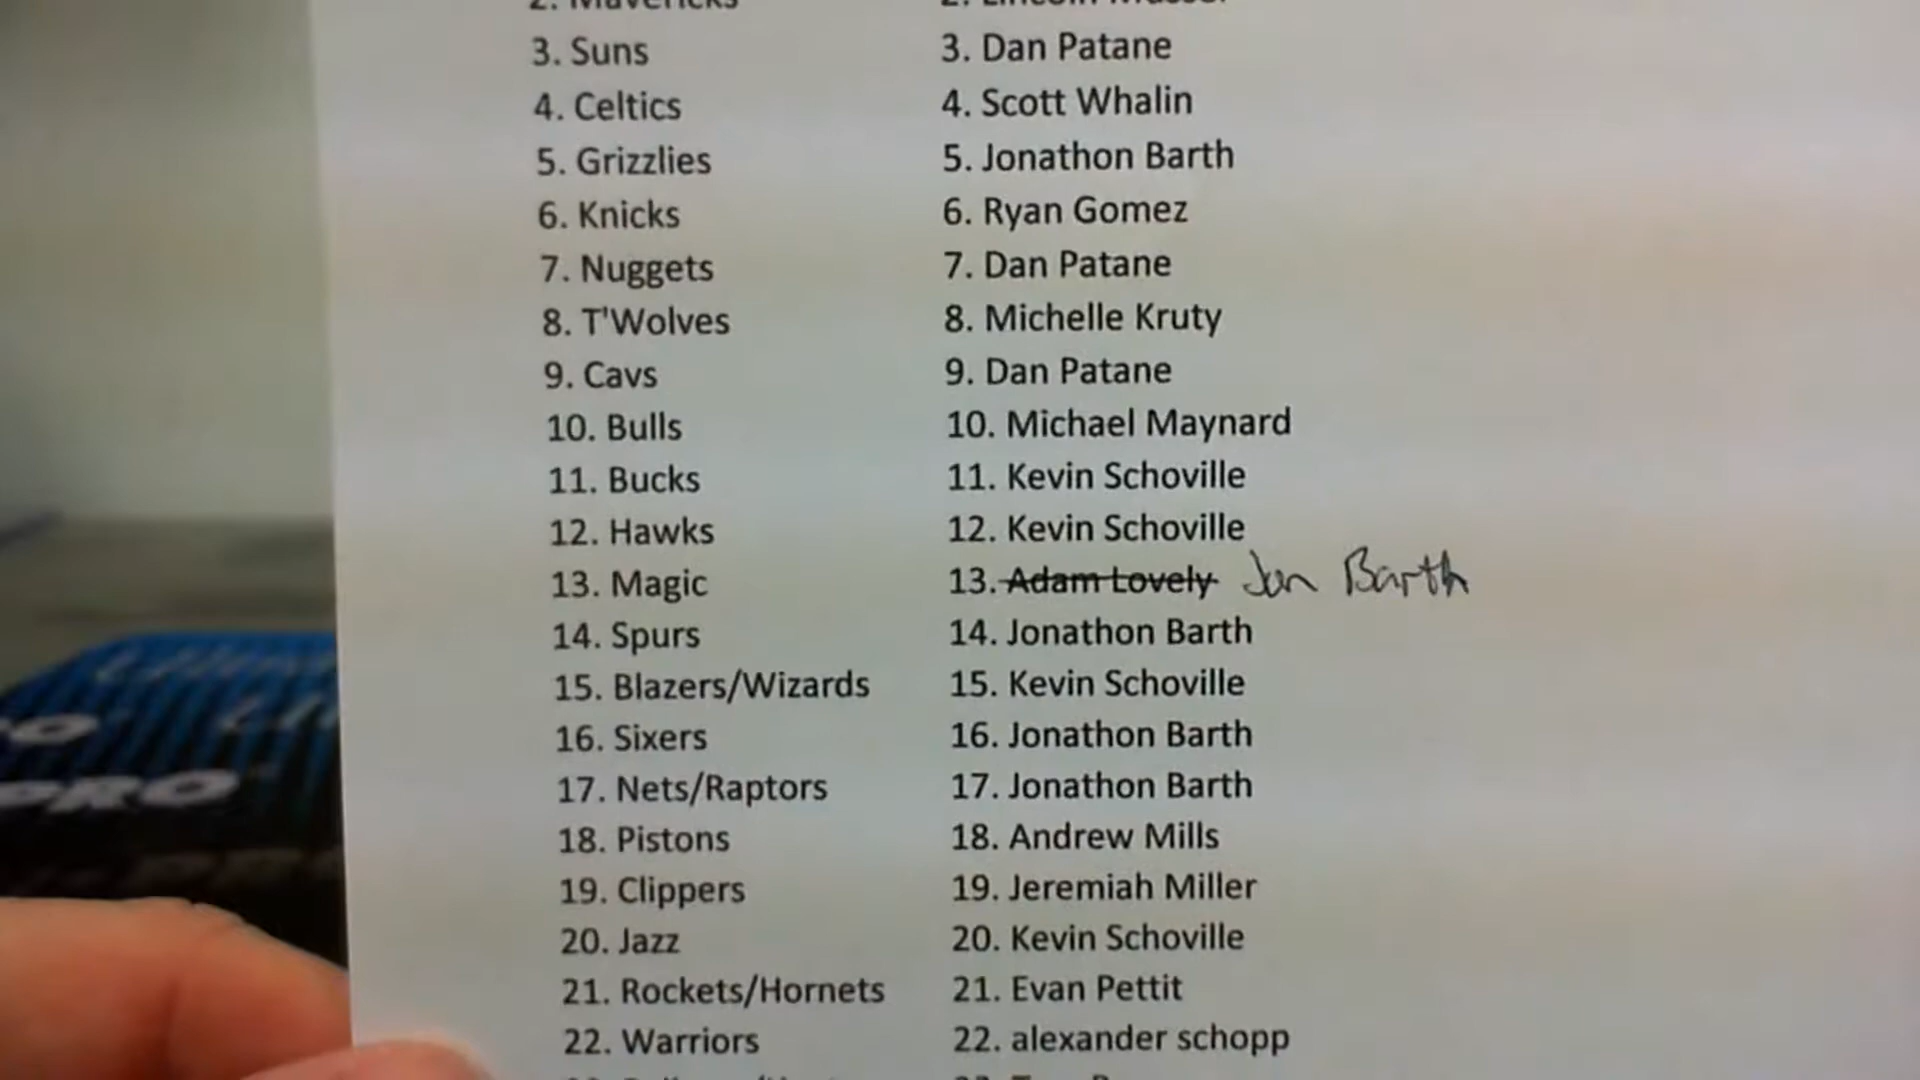 2. Mavericks 2. Lincoln
3. Suns 3. Dan Patane
4. Celtics 4. Scott Whalin
5. Grizzlies 5. Jonathon Barth
6. Knicks 6. Ryan Gomez
7. Nuggets 7. Dan Patane
8. T'Wolves 8. Michelle Kruty
9. Cavs 9. Dan Patane
10. Bulls 10. Michael Maynard
11. Bucks 11. Kevin Schoville
12. Hawks 12. Kevin Schoville
13. Magic 13. Adam Lovely Jon Barth
14. Spurs 14. Jonathon Barth
15. Blazers/Wizards 15. Kevin Schoville
16. Sixers 16. Jonathon Barth
17. Nets/Raptors 17. Jonathon Barth
18. Pistons 18. Andrew Mills
19. Clippers 19. Jeremiah Miller
20. Jazz 20. Kevin Schoville
21. Rockets/Hornets 21. Evan Pettit
22. Warriors 22. alexander schopp
PRO